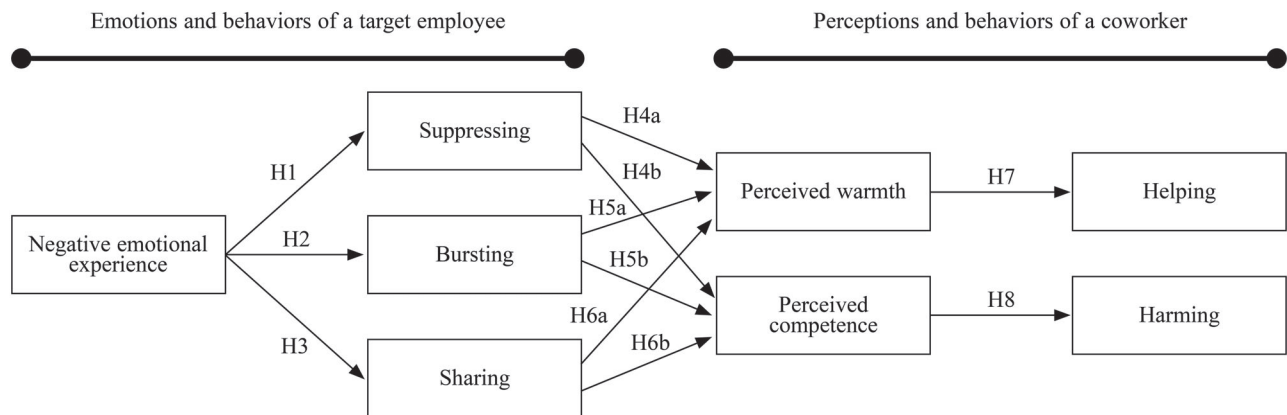 Emotions and behaviors of a target employee
Perceptions and behaviors of a coworker
Suppressing
H4a
H1
H4b
Perceived warmth
H7
Helping
H5a
Negative emotional
experience
H2
Bursting
H5b
Perceived
competence
H8
Harming
H6a
H3
H6b
Sharing